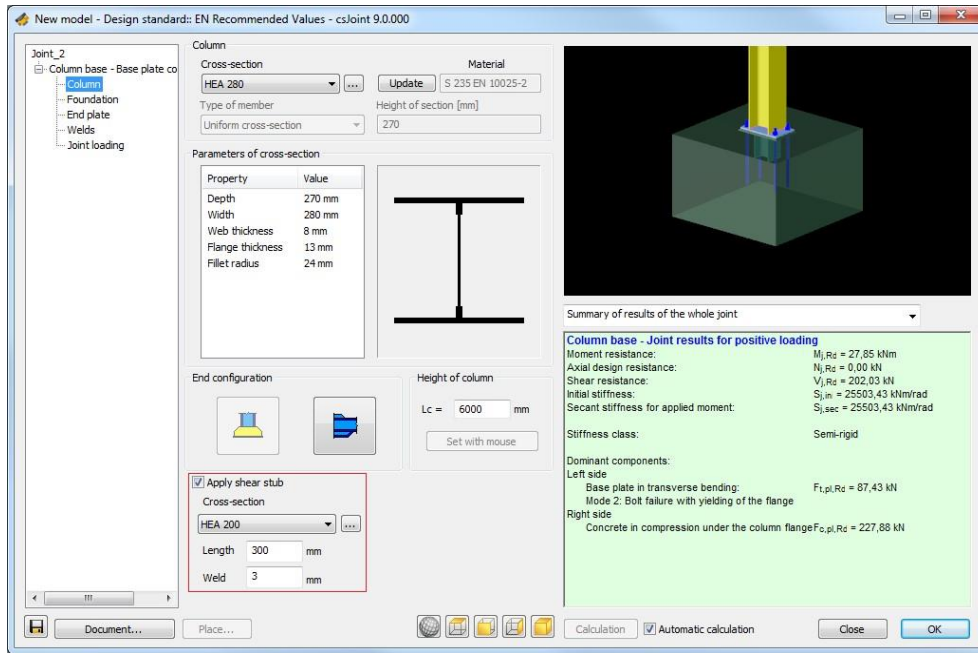 New model - Design standard:: EN Recommended Values - csJoint 9.0.000
Joint_2
Column base - Base plate co
Column
Foundation
End plate
Welds
Joint loading
Column
Cross-section
Material
HEA 280
...
Update
S 235 EN 10025-2
Type of member
Height of section [mm]
Uniform cross-section
270
Parameters of cross-section
Property Value
Depth 270 mm
Width 280 mm
Web thickness 8 mm
Flange thickness 13 mm
Fillet radius 24 mm
End configuration
Height of column
Lc = 6000 mm
Set with mouse
Apply shear stub
Cross-section
HEA 200
...
Length 300 mm
Weld 3 mm
Summary of results of the whole joint
Column base - Joint results for positive loading
Moment resistance: Mj,Rd = 27,85 kNm
Axial design resistance: Nj,Rd = 0,00 kN
Shear resistance: Vj,Rd = 202,03 kN
Initial stiffness: Sj,in = 25503,43 kNm/rad
Secant stiffness for applied moment: Sj,sec = 25503,43 kNm/rad
Stiffness class: Semi-rigid
Dominant components:
Left side
Base plate in transverse bending: Ft,pl,Rd = 87,43 kN
Mode 2: Bolt failure with yielding of the flange
Right side
Concrete in compression under the column flangeFc,pl,Rd = 227,88 kN
Document...
Place...
Calculation
Automatic calculation
Close
OK